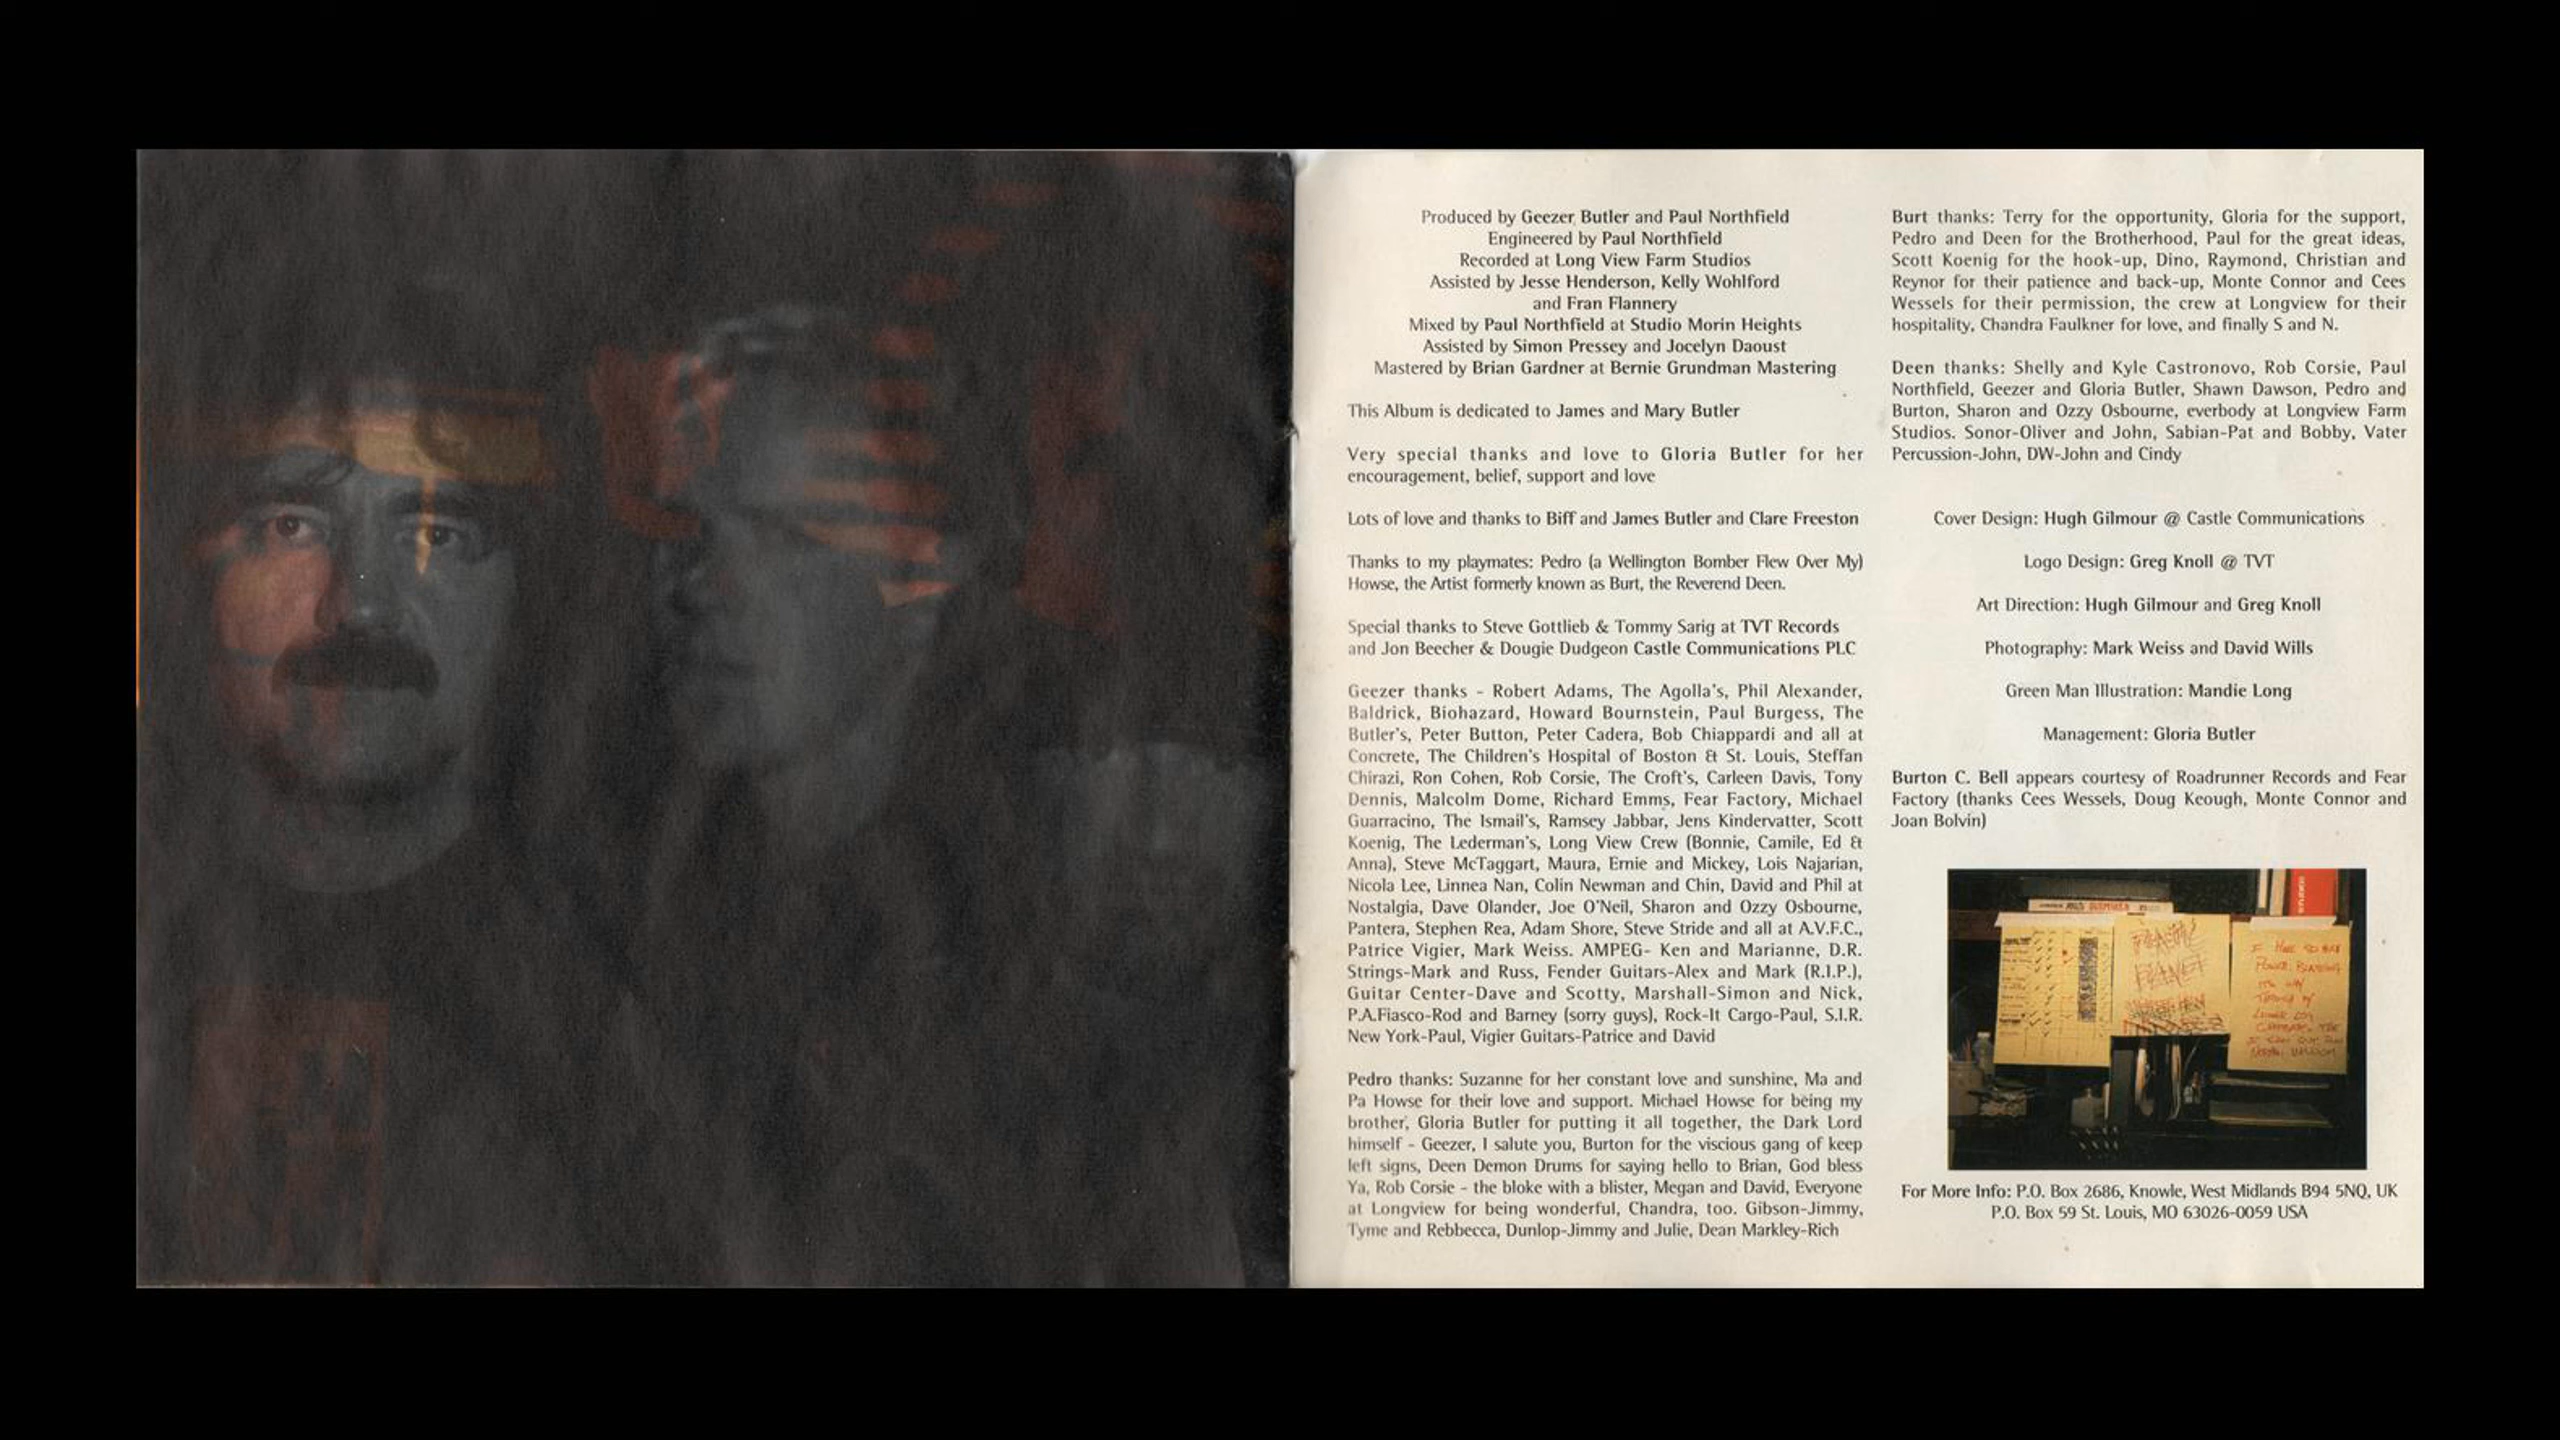 Produced by Geezer Butler and Paul Northfield
Engineered by Paul Northfield
Recorded at Long View Farm Studios
Assisted by Jesse Henderson, Kelly Wohlford
and Fran Flannery
Mixed by Paul Northfield at Studio Morin Heights
Assisted by Simon Pressey and Jocelyn Daoust
Mastered by Brian Gardner at Bernie Grundman Mastering
This Album is dedicated to James and Mary Butler
Very special thanks and love to Gloria Butler for her
encouragement, belief, support and love
Lots of love and thanks to Biff and James Butler and Clare Freeston
Thanks to my playmates: Pedro (a Wellington Bomber Flew Over My)
Howse, the Artist formerly known as Burt, the Reverend Deen.
Special thanks to Steve Gottlieb & Tommy Sarig at TVT Records
and Jon Beecher & Dougie Dudgeon Castle Communications PLC
Geezer thanks - Robert Adams, The Agolla's, Phil Alexander,
Baldrick, Biohazard, Howard Bournstein, Paul Burgess, The
Butler's, Peter Button, Peter Cadera, Bob Chiappardi and all at
Concrete, The Children's Hospital of Boston & St. Louis, Steffan
Chirazi, Ron Cohen, Rob Corsie, The Croft's, Carleen Davis, Tony
Dennis, Malcolm Dome, Richard Emms, Fear Factory, Michael
Guarracino, The Ismail's, Ramsey Jabbar, Jens Kindervatter, Scott
Koenig, The Lederman's, Long View Crew (Bonnie, Camile, Ed &
Anna), Steve McTaggart, Maura, Ernie and Mickey, Lois Najarian,
Nicola Lee, Linnea Nan, Colin Newman and Chin, David and Phil at
Nostalgia, Dave Olander, Joe O'Neil, Sharon and Ozzy Osbourne,
Pantera, Stephen Rea, Adam Shore, Steve Stride and all at A.V.F.C.,
Patrice Vigier, Mark Weiss. AMPEG- Ken and Marianne, D.R.
Strings-Mark and Russ, Fender Guitars-Alex and Mark (R.I.P.),
Guitar Center-Dave and Scotty, Marshall-Simon and Nick,
P.A.Fiasco-Rod and Barney (sorry guys), Rock-It Cargo-Paul, S.I.R.
New York-Paul, Vigier Guitars-Patrice and David
Pedro thanks: Suzanne for her constant love and sunshine, Ma and
Pa Howse for their love and support. Michael Howse for being my
brother, Gloria Butler for putting it all together, the Dark Lord
himself - Geezer, I salute you, Burton for the viscious gang of keep
left signs, Deen Demon Drums for saying hello to Brian, God bless
Ya, Rob Corsie - the bloke with a blister, Megan and David, Everyone
at Longview for being wonderful, Chandra, too. Gibson-Jimmy,
Tyme and Rebbecca, Dunlop-Jimmy and Julie, Dean Markley-Rich
Burt thanks: Terry for the opportunity, Gloria for the support,
Pedro and Deen for the Brotherhood, Paul for the great ideas,
Scott Koenig for the hook-up, Dino, Raymond, Christian and
Reynor for their patience and back-up, Monte Connor and Cees
Wessels for their permission, the crew at Longview for their
hospitality, Chandra Faulkner for love, and finally S and N.
Deen thanks: Shelly and Kyle Castronovo, Rob Corsie, Paul
Northfield, Geezer and Gloria Butler, Shawn Dawson, Pedro and
Burton, Sharon and Ozzy Osbourne, everbody at Longview Farm
Studios. Sonor-Oliver and John, Sabian-Pat and Bobby, Vater
Percussion-John, DW-John and Cindy
Cover Design: Hugh Gilmour @ Castle Communications
Logo Design: Greg Knoll @ TVT
Art Direction: Hugh Gilmour and Greg Knoll
Photography: Mark Weiss and David Wills
Green Man Illustration: Mandie Long
Management: Gloria Butler
Burton C. Bell appears courtesy of Roadrunner Records and Fear
Factory (thanks Cees Wessels, Doug Keough, Monte Connor and
Joan Bolvin)
For More Info: P.O. Box 2686, Knowle, West Midlands B94 5NQ, UK
P.O. Box 59 St. Louis, MO 63026-0059 USA